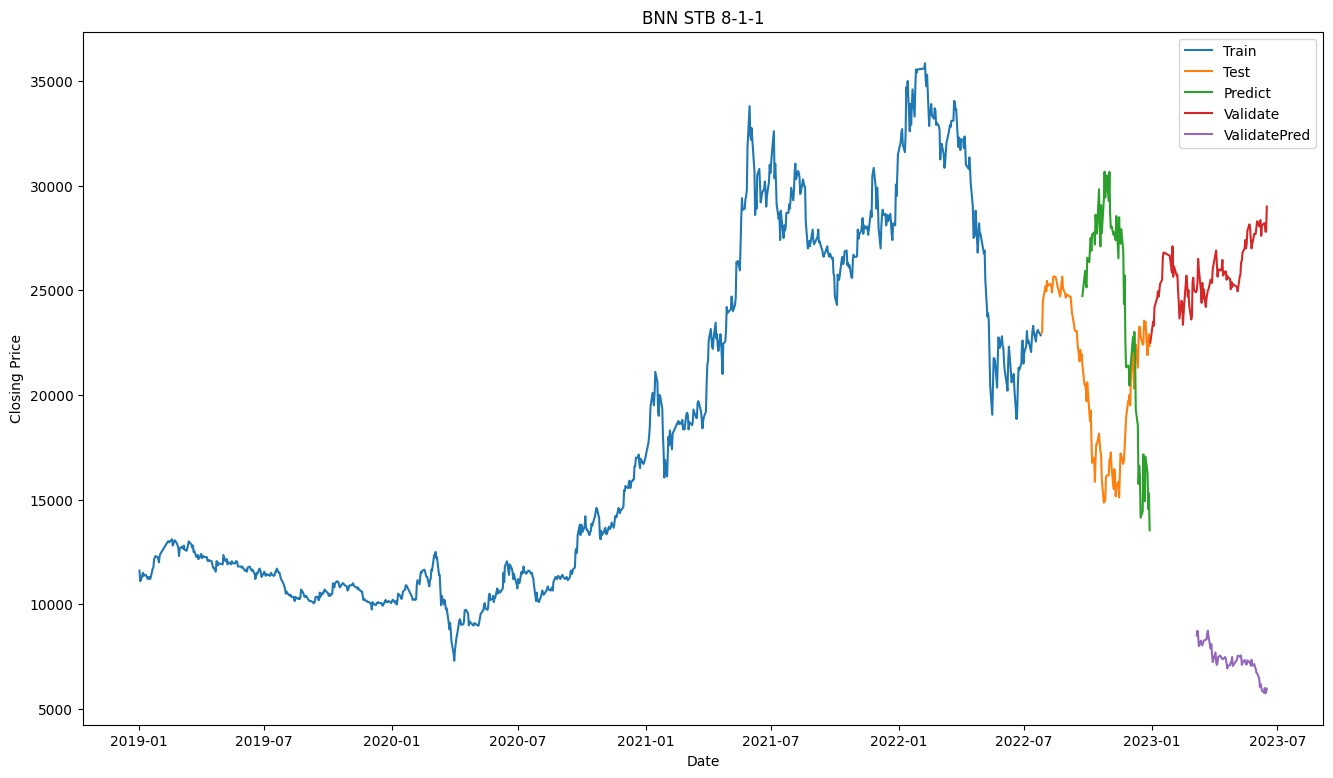 BNN STB 8-1-1
Train
Test
Predict
Validate
ValidatePred
Closing Price
35000
30000
25000
20000
15000
10000
5000
2019-01 2019-07 2020-01 2020-07 2021-01 2021-07 2022-01 2022-07 2023-01 2023-07
Date